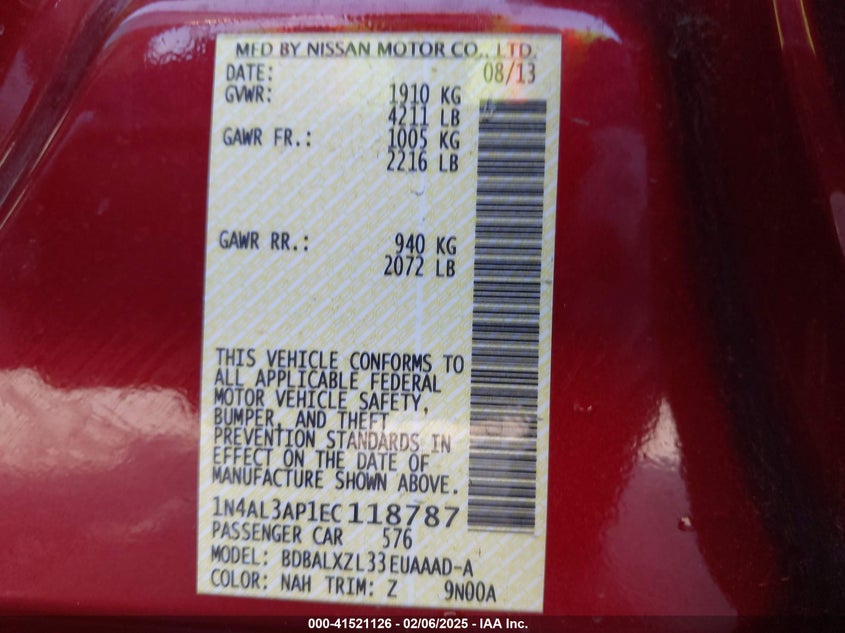 MFD BY NISSAN MOTOR CO., LTD.
DATE: 08/13
GVWR: 1910 KG
4211 LB
GAWR FR.: 1005 KG
2216 LB
GAWR RR.: 940 KG
2072 LB
THIS VEHICLE CONFORMS TO
ALL APPLICABLE FEDERAL
MOTOR VEHICLE SAFETY,
BUMPER, AND THEFT
PREVENTION STANDARDS IN
EFFECT ON THE DATE OF
MANUFACTURE SHOWN ABOVE.
1N4AL3AP1EC118787
PASSENGER CAR 576
MODEL: BDBALXZL33EUAAAD-A
COLOR: NAH TRIM: Z 9N00A
000-41521126 - 02/06/2025 - IAA Inc.